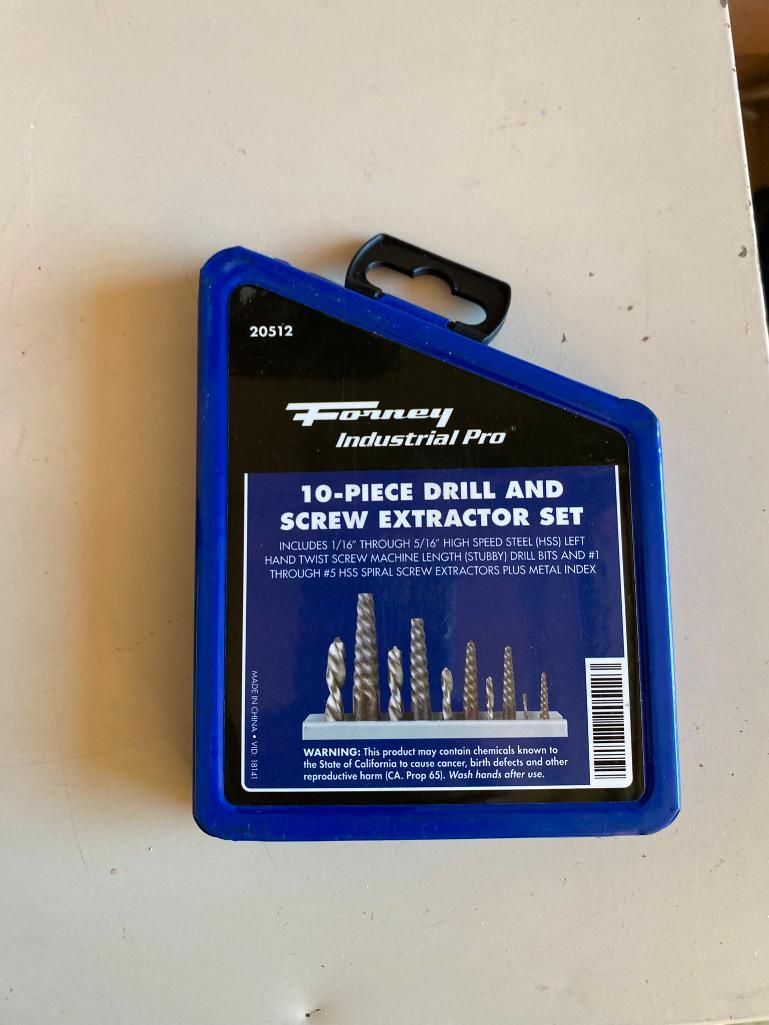 20512
Forney
Industrial Pro®
10-PIECE DRILL AND
SCREW EXTRACTOR SET
INCLUDES 1/16" THROUGH 5/16" HIGH SPEED STEEL (HSS) LEFT
HAND TWIST SCREW MACHINE LENGTH (STUBBY) DRILL BITS AND #1
THROUGH #5 HSS SPIRAL SCREW EXTRACTORS PLUS METAL INDEX
MADE IN CHINA • VID: 18141
WARNING: This product may contain chemicals known to
the State of California to cause cancer, birth defects and other
reproductive harm (CA. Prop 65). Wash hands after use.